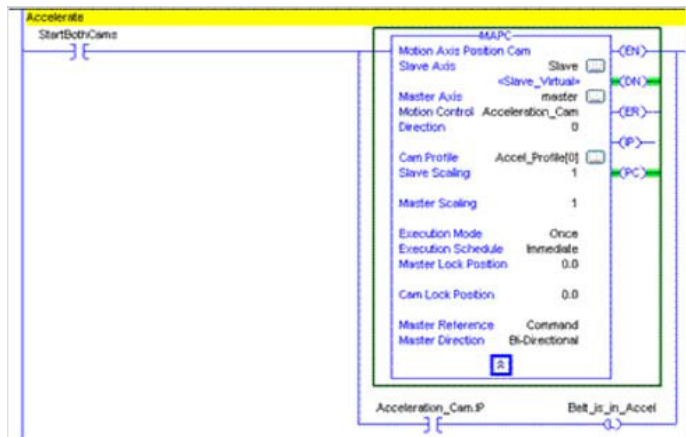 Accelerate
StartBothCams
MAPC
Motion Axis Position Cam
Slave Axis Slave ...
<Slave_Virtual>
Master Axis master ...
Motion Control Acceleration_Cam
Direction 0
Cam Profile Accel_Profile[0] ...
Slave Scaling 1
Master Scaling 1
Execution Mode Once
Execution Schedule Immediate
Master Lock Position 0.0
Cam Lock Position 0.0
Master Reference Command
Master Direction Bi-Directional
EN
DN
ER
IP
PC
Acceleration_Cam.IP
Belt_is_in_Accel
L